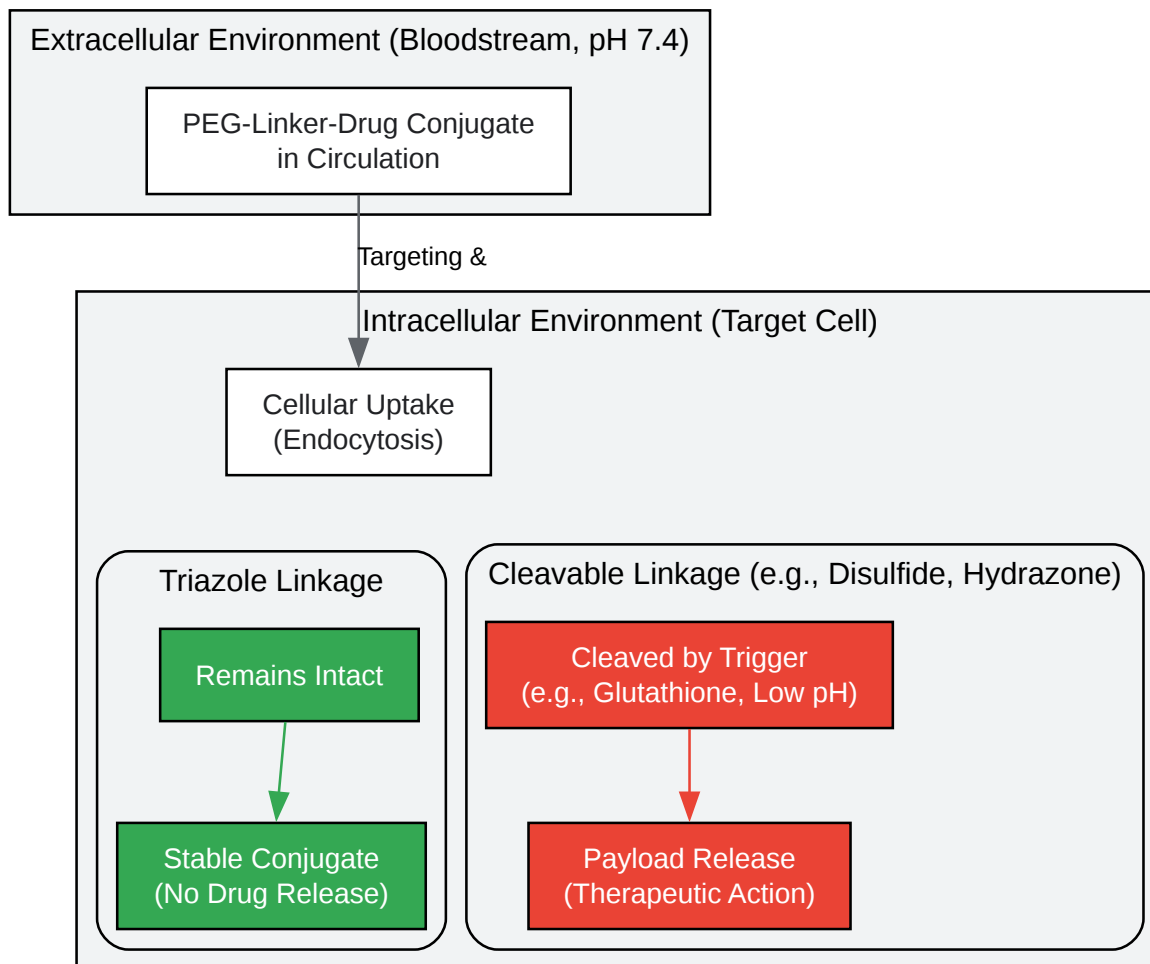 Extracellular Environment (Bloodstream, pH 7.4)
PEG-Linker-Drug Conjugate
in Circulation
Targeting &
Intracellular Environment (Target Cell)
Cellular Uptake
(Endocytosis)
Triazole Linkage
Remains Intact
Stable Conjugate
(No Drug Release)
Cleavable Linkage (e.g., Disulfide, Hydrazone)
Cleaved by Trigger
(e.g., Glutathione, Low pH)
Payload Release
(Therapeutic Action)